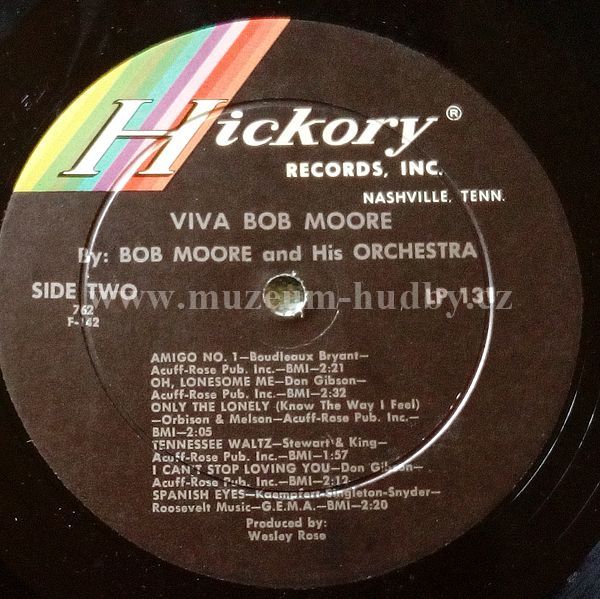 Hickory®
RECORDS, INC.
NASHVILLE, TENN.
VIVA BOB MOORE
By: BOB MOORE and His ORCHESTRA
SIDE TWO
LP 131
762
F-142
www.muzeum-hudby.cz
AMIGO NO. 1—Boudleaux Bryant—
Acuff-Rose Pub. Inc.—BMI—2:21
OH, LONESOME ME—Don Gibson—
Acuff-Rose Pub. Inc.—BMI—2:32
ONLY THE LONELY (Know The Way I Feel)
—Orbison & Melson—Acuff-Rose Pub. Inc.—
BMI—2:05
TENNESSEE WALTZ—Stewart & King—
Acuff-Rose Pub. Inc.—BMI—1:57
I CAN'T STOP LOVING YOU—Don Gibson—
Acuff-Rose Pub. Inc.—BMI—2:12
SPANISH EYES—Kaempfert-Singleton-Snyder—
Roosevelt Music—G.E.M.A.—BMI—2:20
Produced by:
Wesley Rose